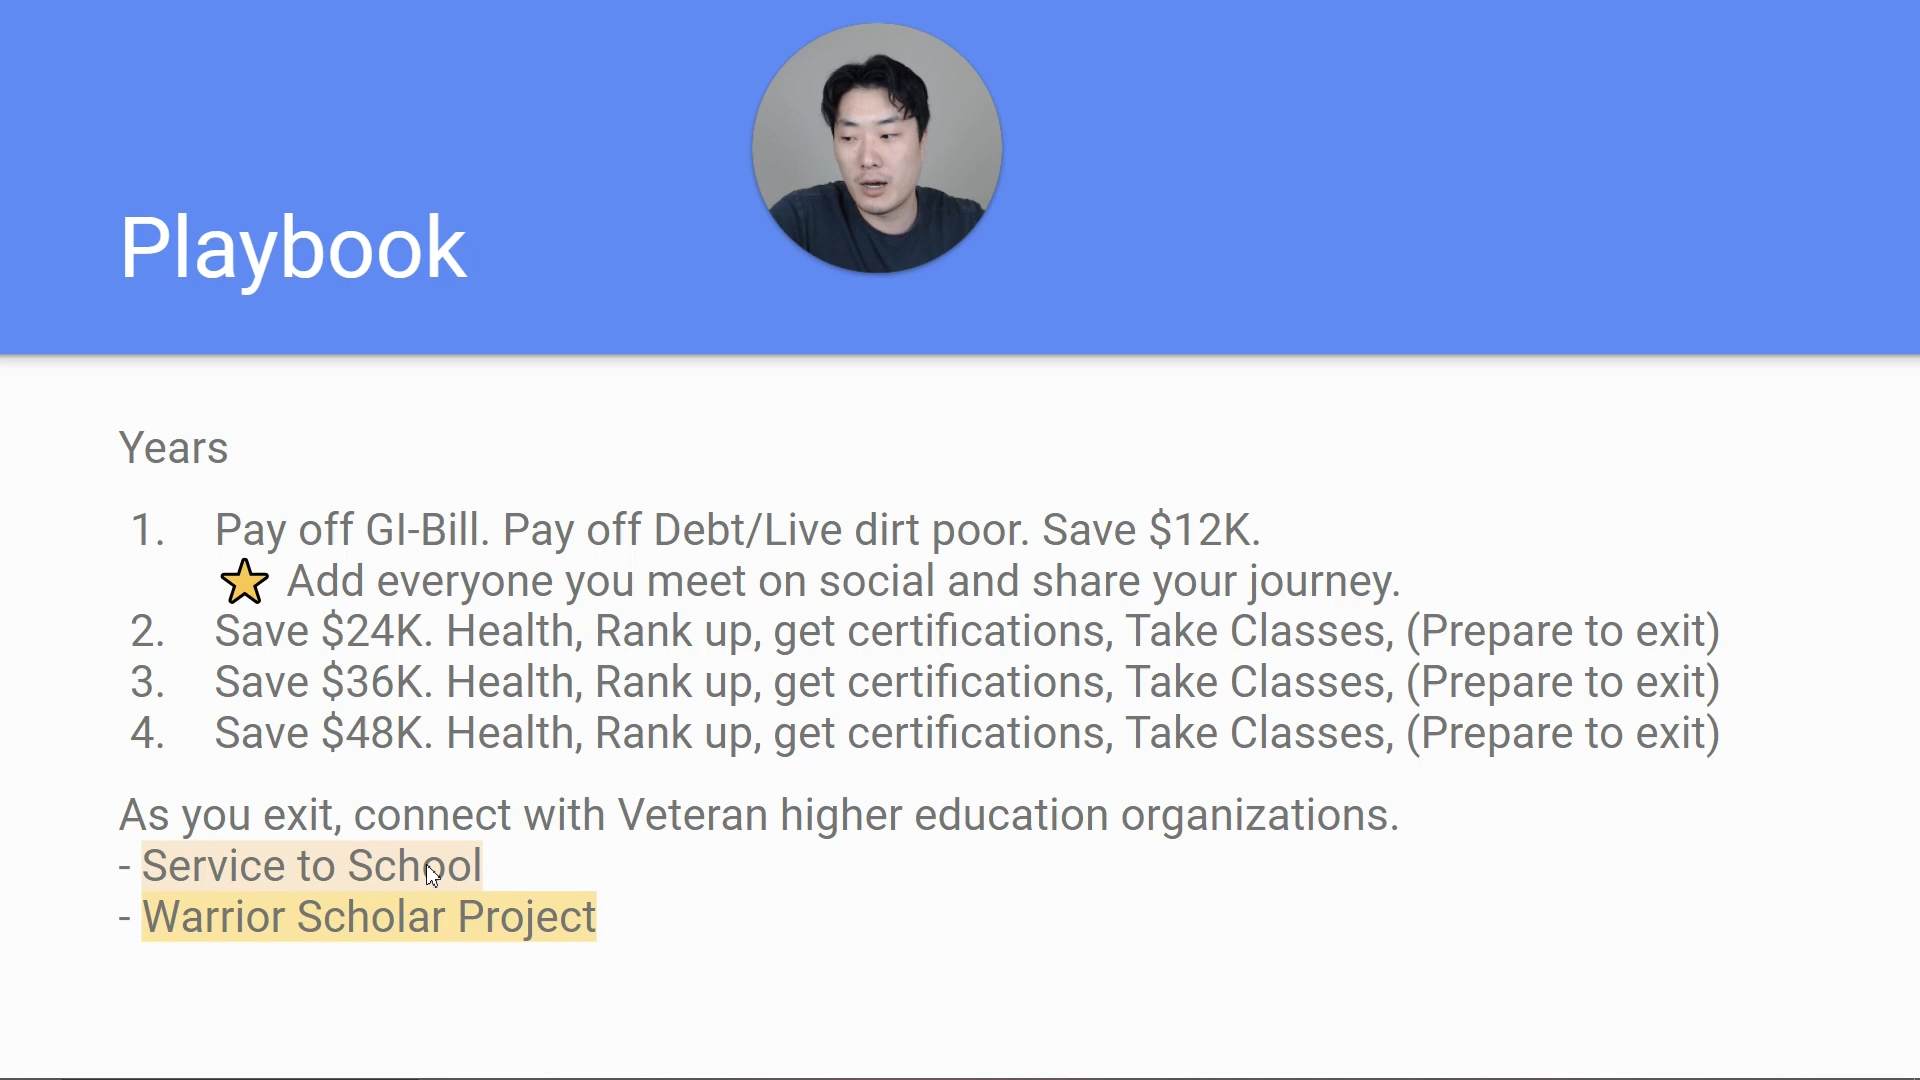 Playbook
Years
1. Pay off GI-Bill. Pay off Debt/Live dirt poor. Save $12K.
⭐ Add everyone you meet on social and share your journey.
2. Save $24K. Health, Rank up, get certifications, Take Classes, (Prepare to exit)
3. Save $36K. Health, Rank up, get certifications, Take Classes, (Prepare to exit)
4. Save $48K. Health, Rank up, get certifications, Take Classes, (Prepare to exit)
As you exit, connect with Veteran higher education organizations.
- Service to School
- Warrior Scholar Project